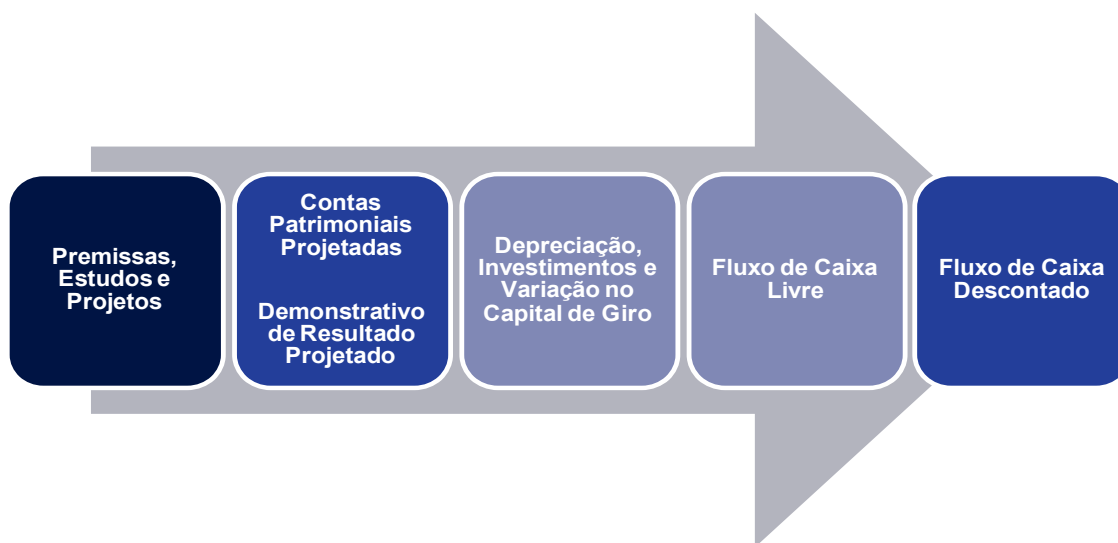 Premissas,
Estudos e
Projetos
Contas
Patrimoniais
Projetadas
Demonstrativo
de Resultado
Projetado
Depreciação,
Investimentos e
Variação no
Capital de Giro
Fluxo de Caixa
Livre
Fluxo de Caixa
Descontado